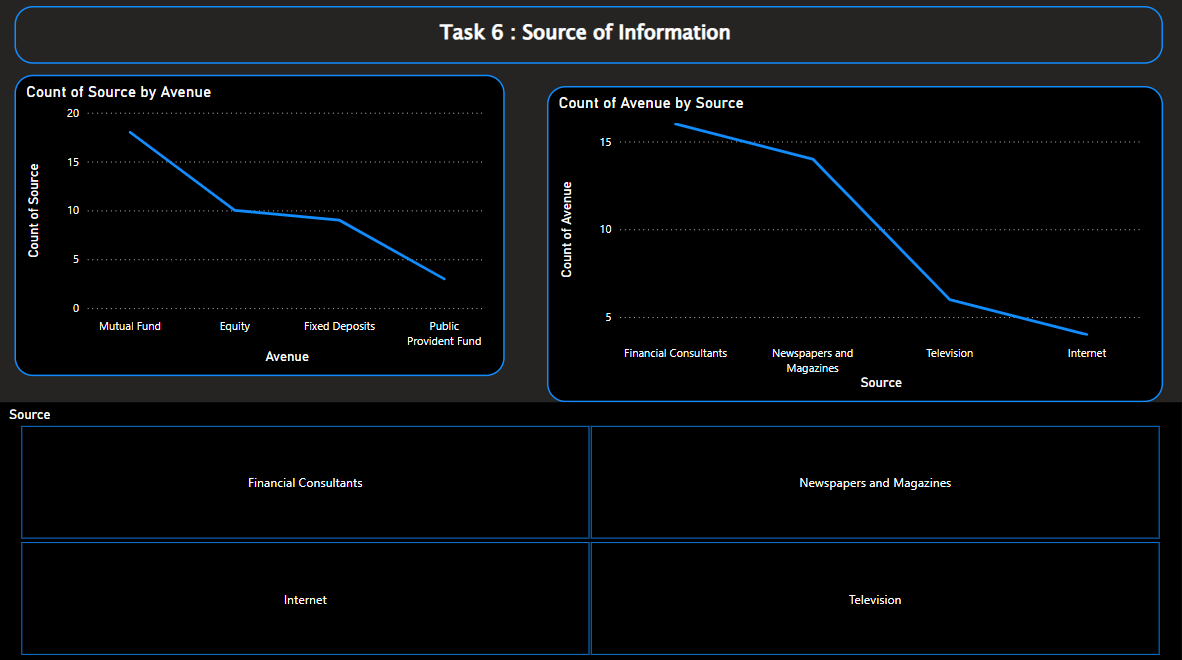 Task 6 : Source of Information
Count of Source by Avenue
20
15
10
5
0
Count of Source
Mutual Fund
Equity
Fixed Deposits
Public
Provident Fund
Avenue
Count of Avenue by Source
15
10
5
Count of Avenue
Financial Consultants
Newspapers and
Magazines
Television
Internet
Source
Source
Financial Consultants
Newspapers and Magazines
Internet
Television